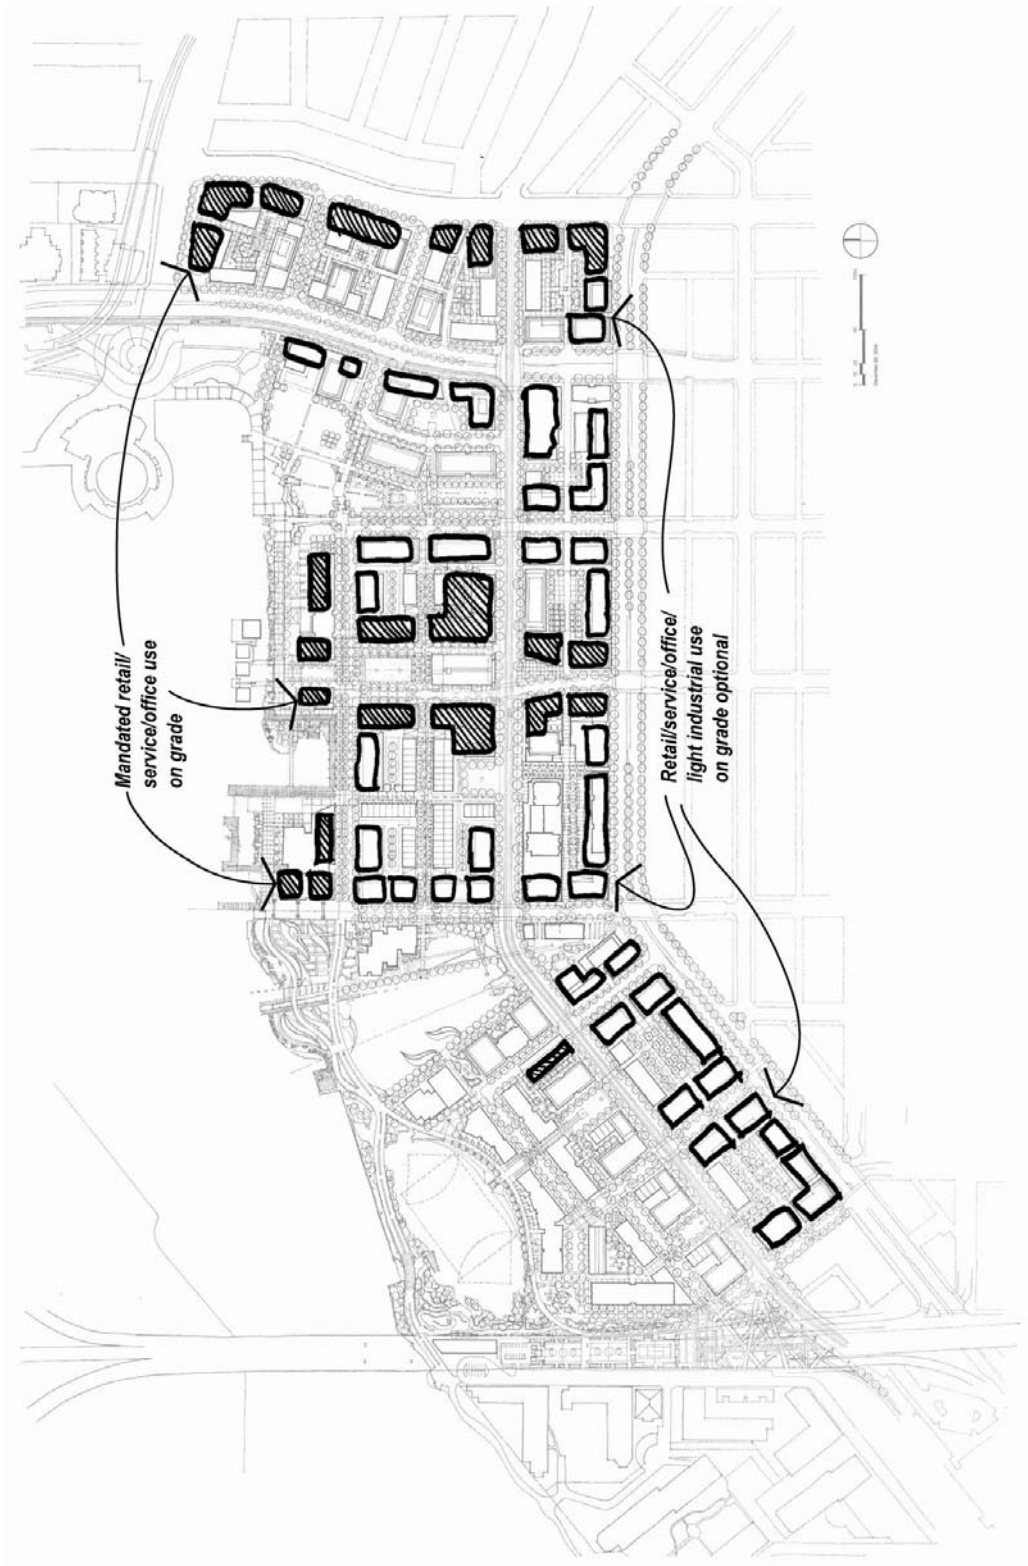 Mandated retail/
service/office use
on grade
Retail/service/office/
light industrial use
on grade optional